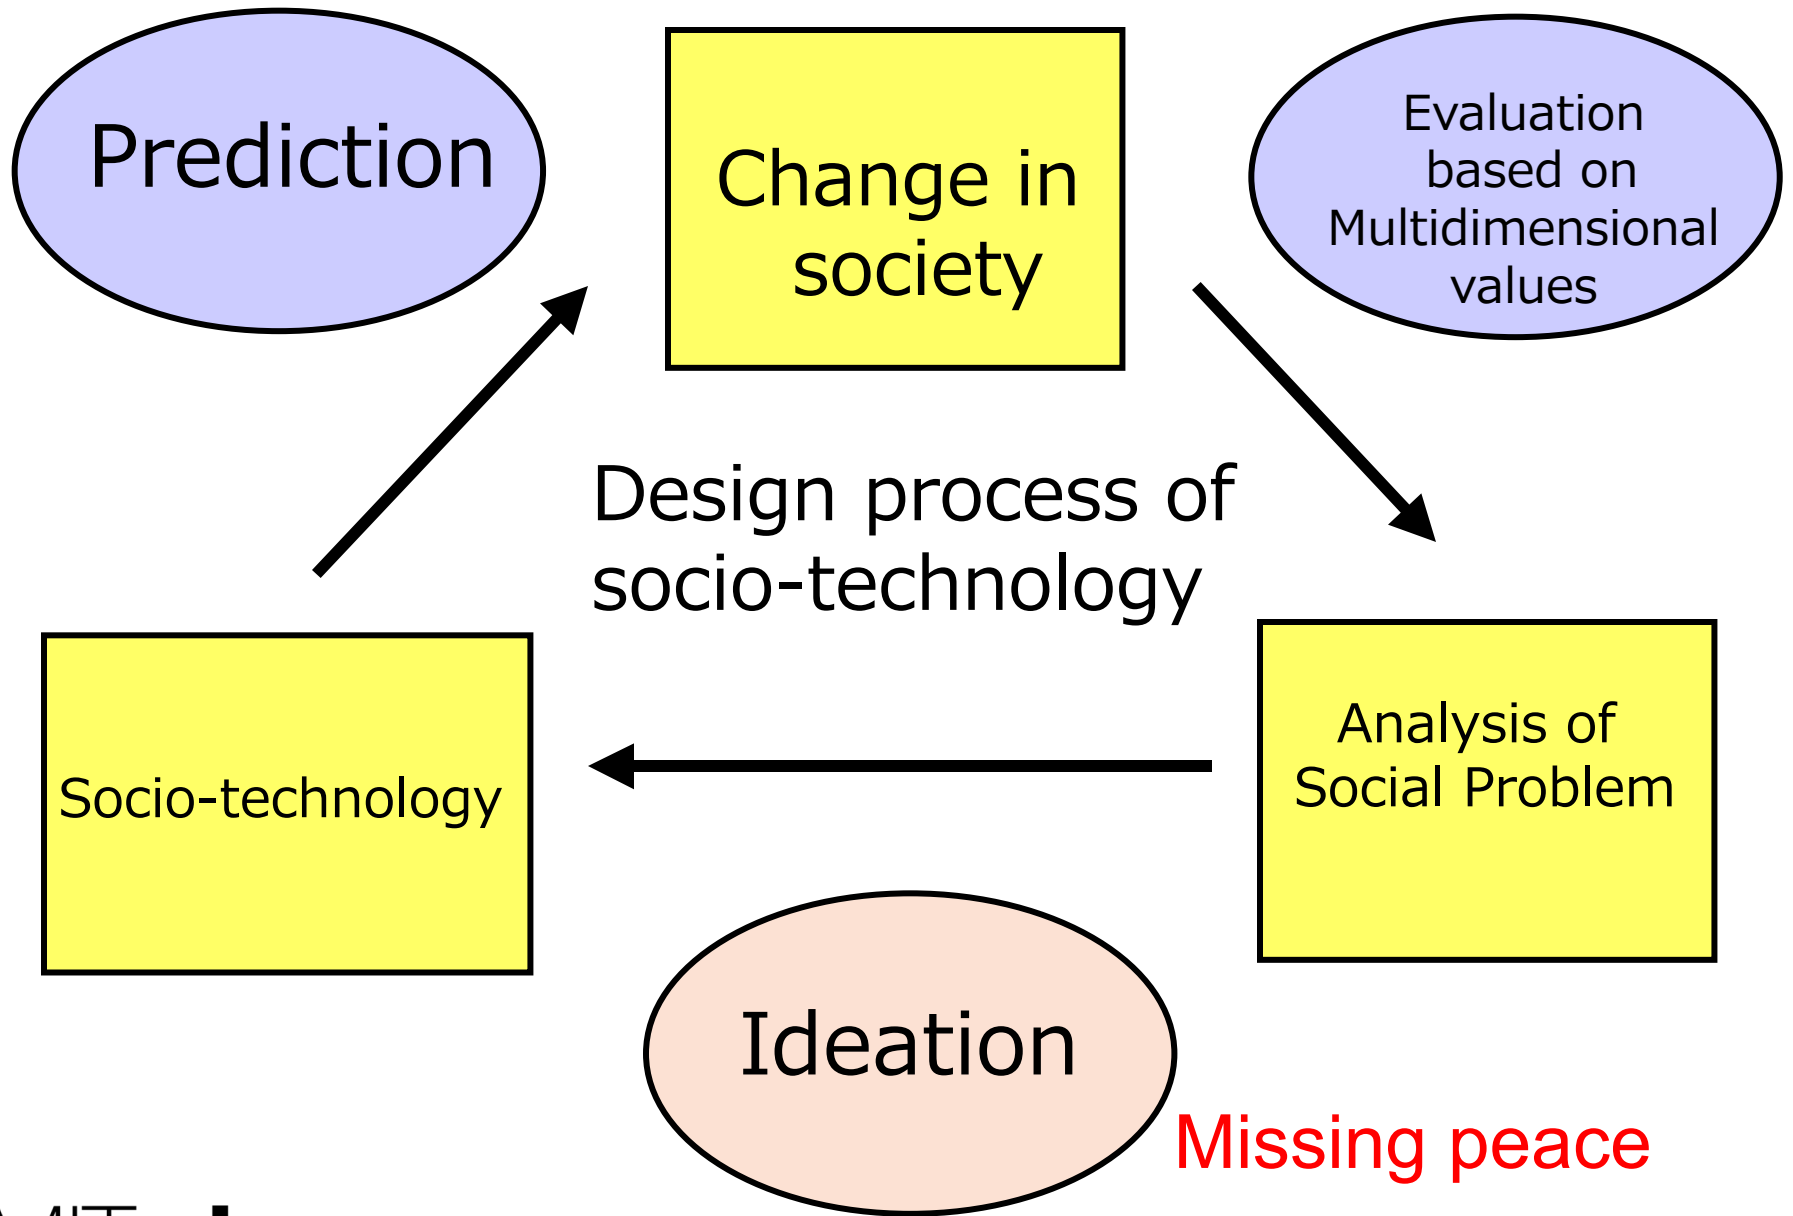 Prediction
Change in
society
Evaluation
based on
Multidimensional
values
Design process of
socio-technology
Socio-technology
Analysis of
Social Problem
Ideation
Missing peace